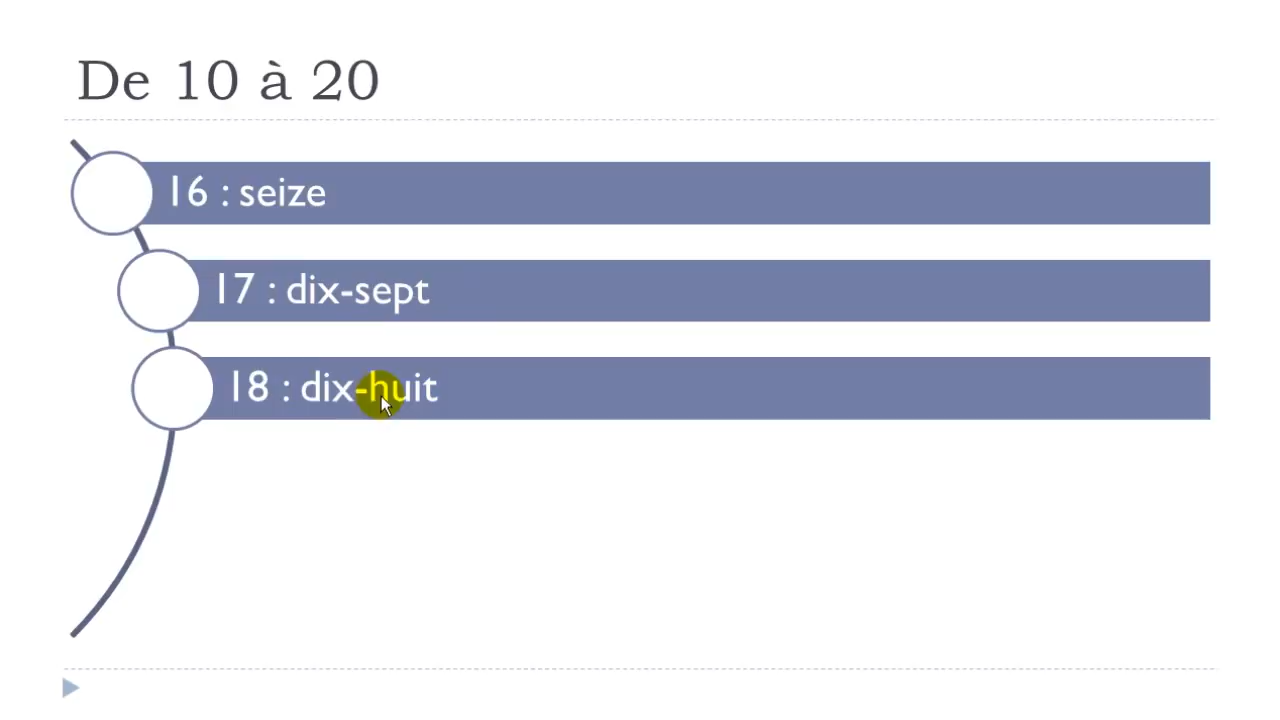 De 10 à 20
16 : seize
17 : dix-sept
18 : dix-huit